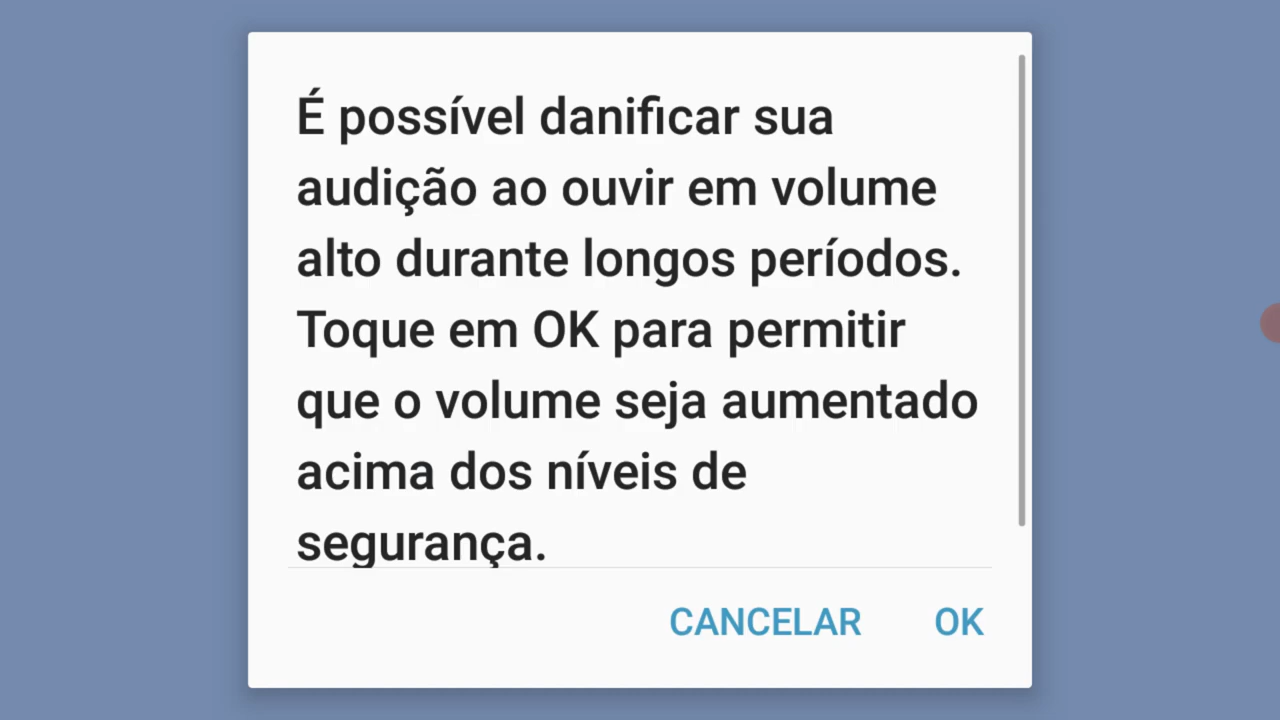 É possível danificar sua
audição ao ouvir em volume
alto durante longos períodos.
Toque em OK para permitir
que o volume seja aumentado
acima dos níveis de
segurança.
CANCELAR OK